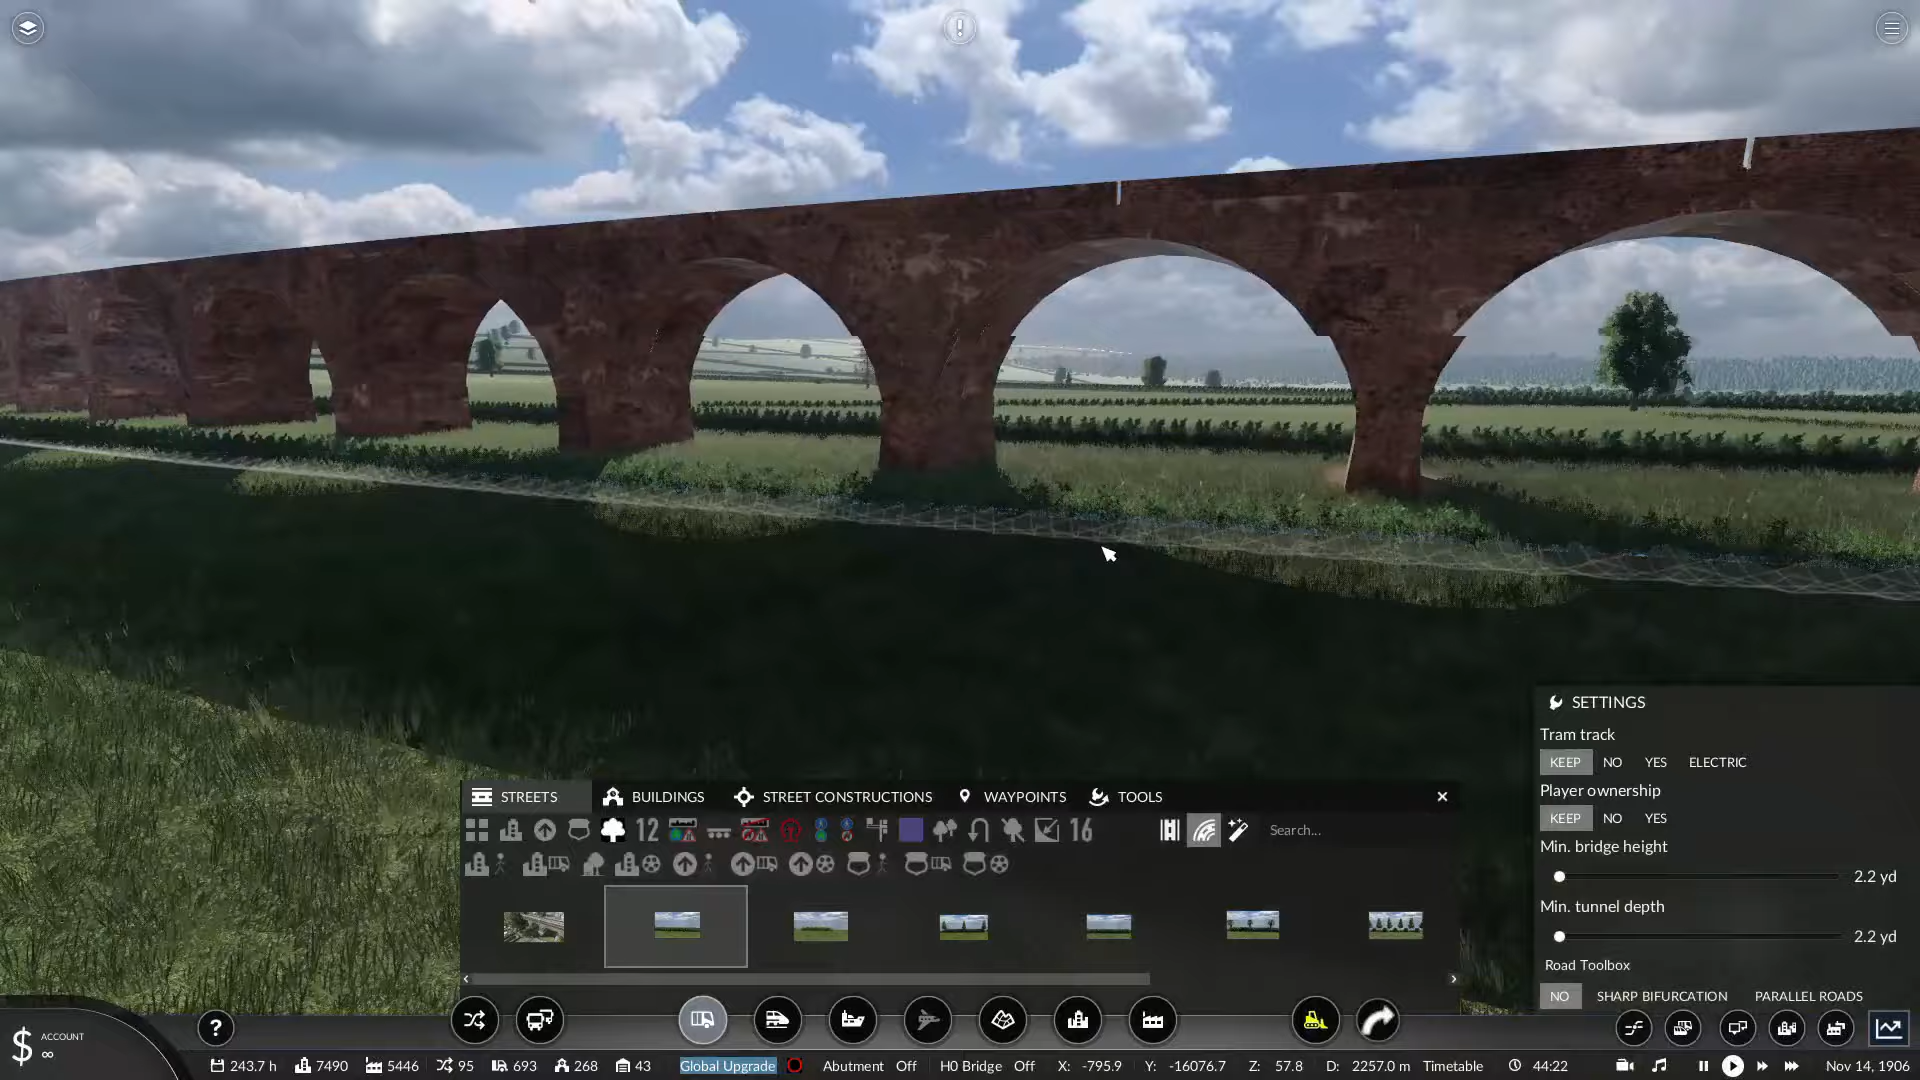 SETTINGS
Tram track
KEEP NO YES ELECTRIC
Player ownership
KEEP NO YES
Min. bridge height
2.2 yd
Min. tunnel depth
2.2 yd
Road Toolbox
NO SHARP BIFURCATION PARALLEL ROADS
STREETS BUILDINGS STREET CONSTRUCTIONS WAYPOINTS TOOLS
12 16 Search...
? $ ACCOUNT
∞
243.7 h 7490 5446 95 693 268 43 Global Upgrade Abutment Off H0 Bridge Off X: -795.9 Y: -16076.7 Z: 57.8 D: 2257.0 m Timetable 44:22 Nov 14, 1906